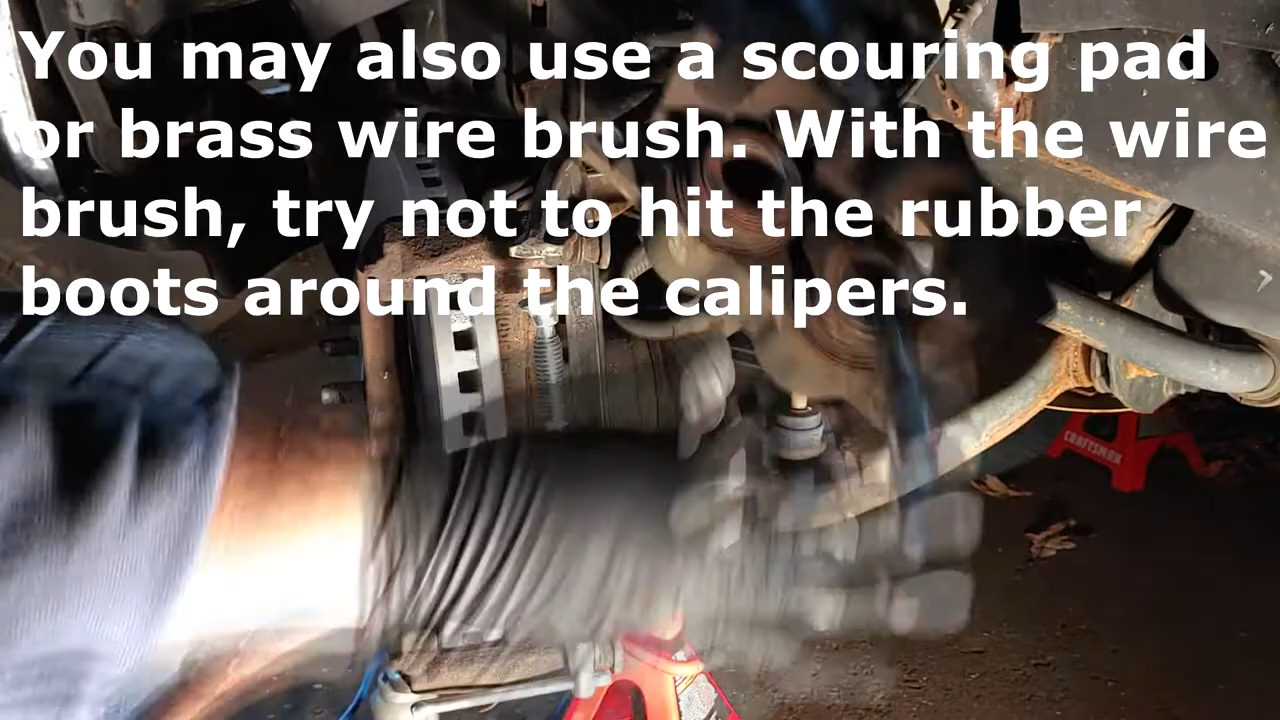 You may also use a scouring pad
or brass wire brush. With the wire
brush, try not to hit the rubber
boots around the calipers.
CRAFTSMAN